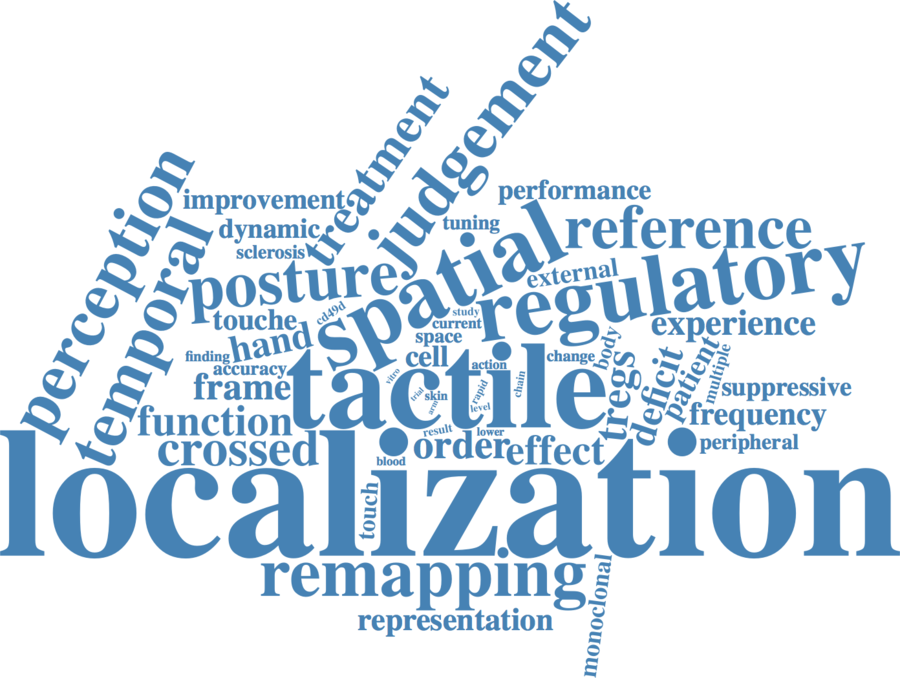 judgement
treatment
perception
improvement
performance
temporal
dynamic
tuning
reference
sclerosis
spatial
regulatory
external
posture
cd49d
study
touche
current
experience
hand
space
body
finding
cell
change
accuracy
action
patient
multiple
vitro
tactile
frame
trial
skin
rapid
chain
tregs
deficit
suppressive
arm
level
function
frequency
result
lower
crossed
order
effect
peripheral
blood
localization
touch
remapping
monoclonal
representation